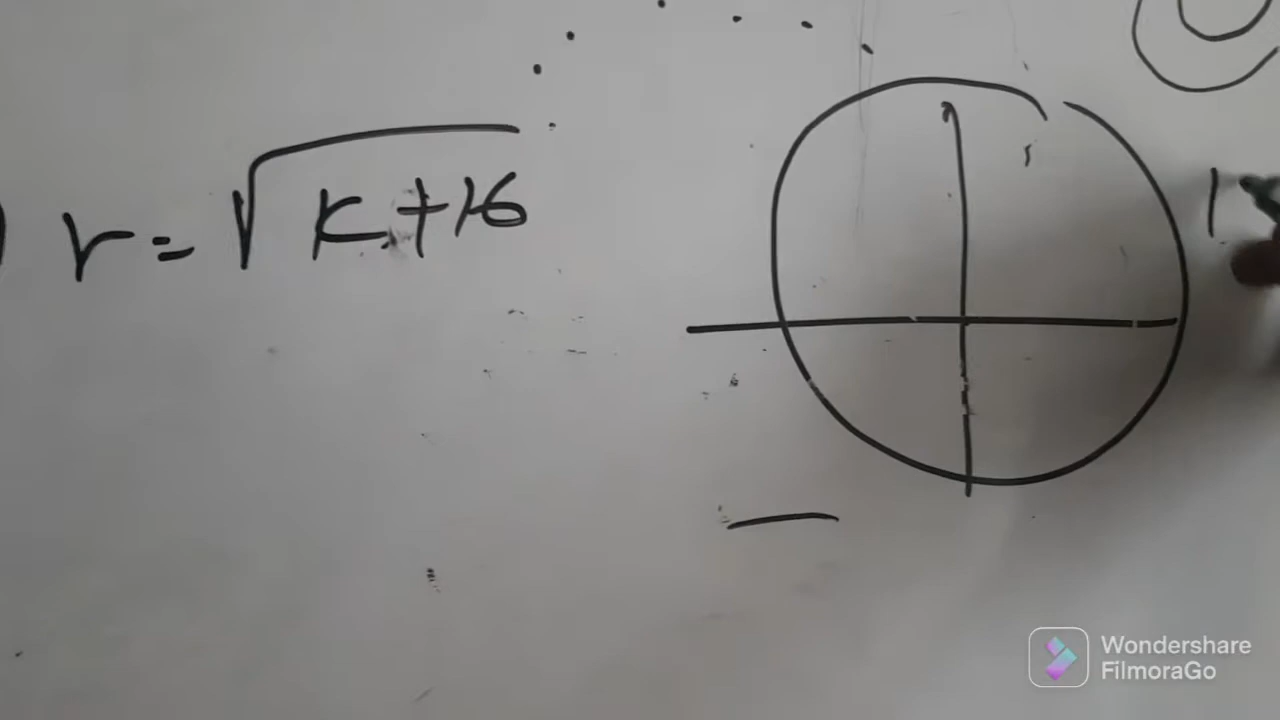 r = √K+16
Wondershare
FilmoraGo